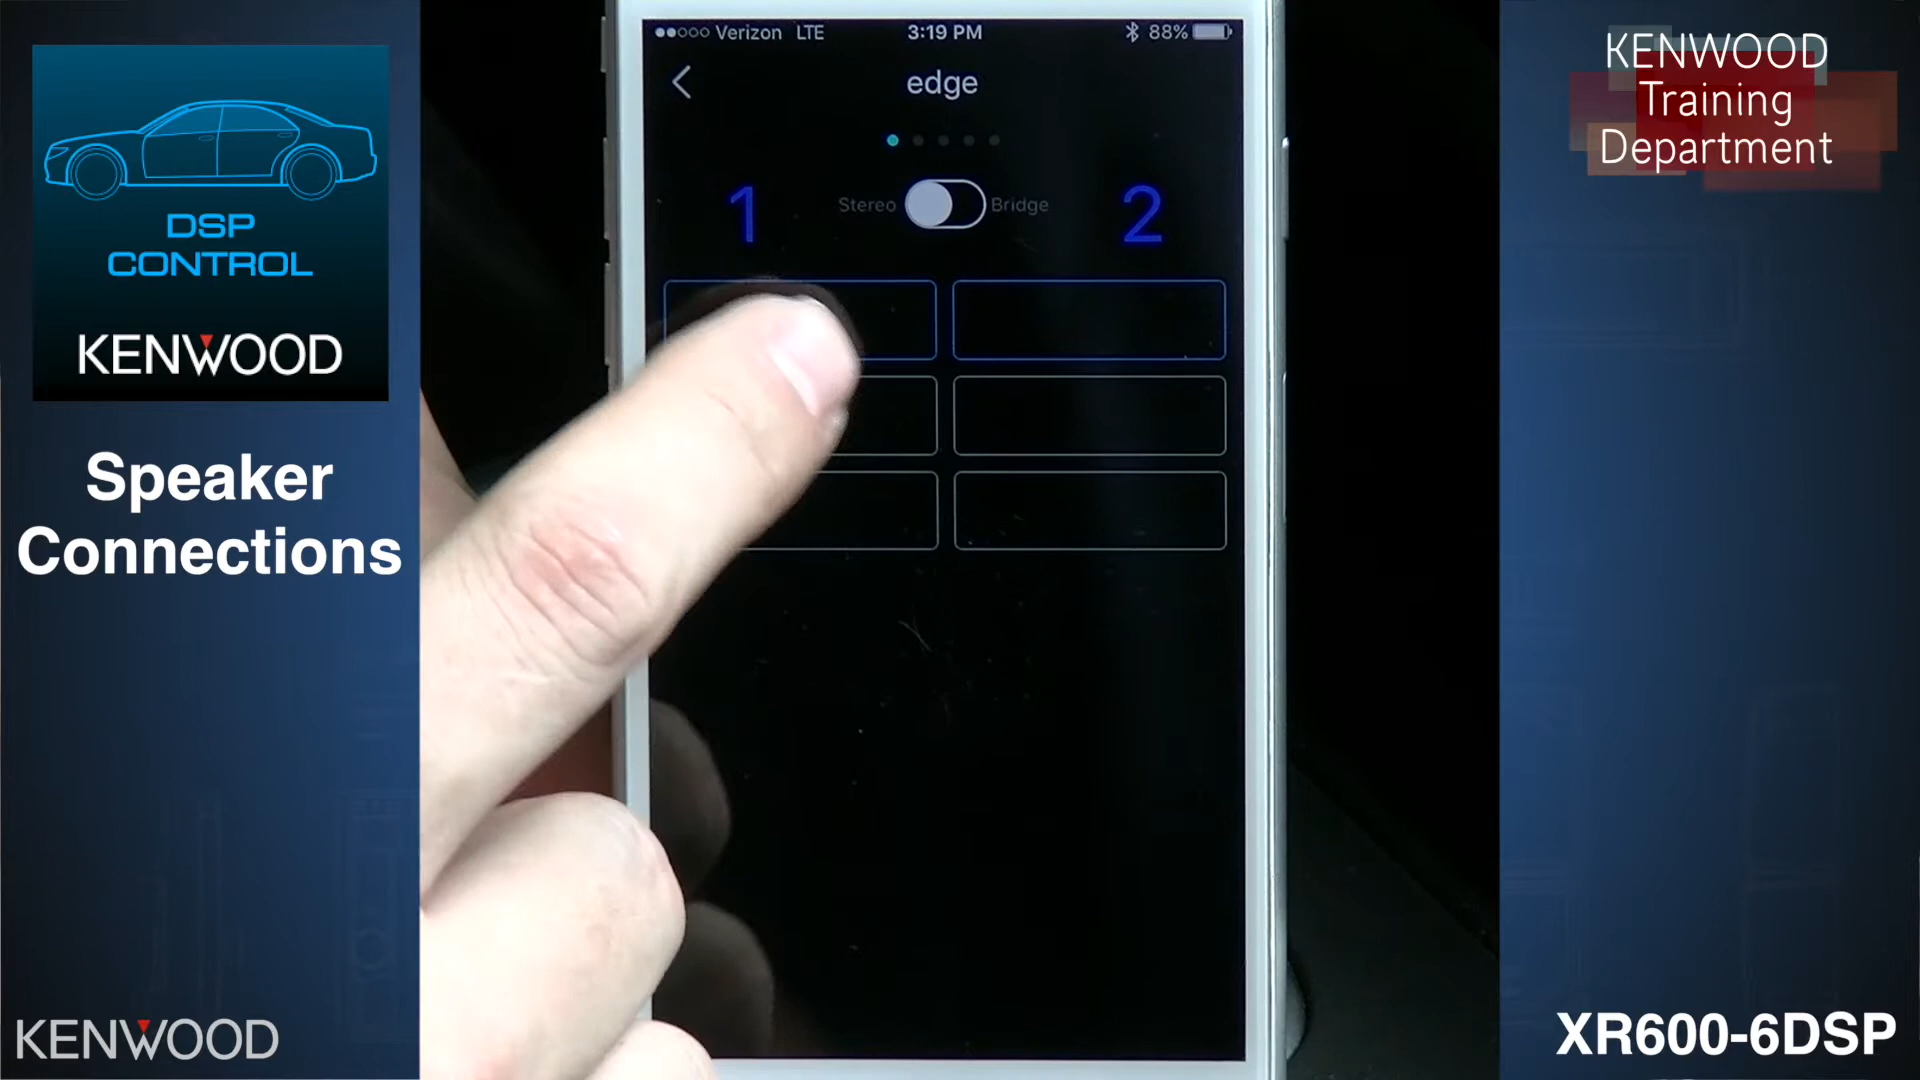 DSP
CONTROL
KENWOOD
Speaker
Connections
KENWOOD
Verizon LTE
3:19 PM
88%
edge
1
Stereo
Bridge
2
KENWOOD
Training
Department
XR600-6DSP